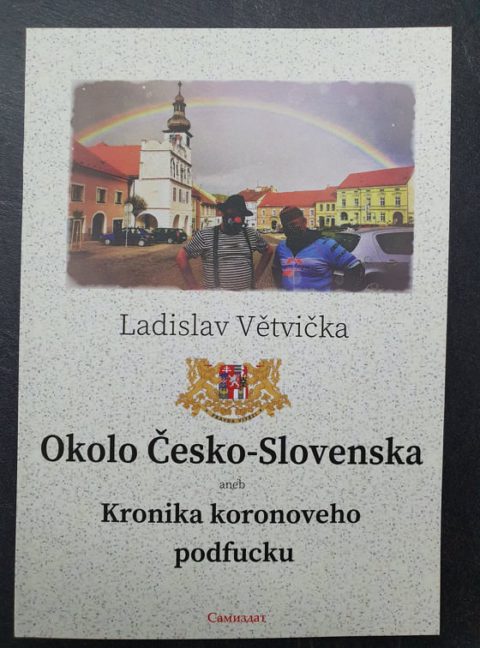 Ladislav Větvička
Okolo Česko-Slovenska
aneb
Kronika koronoveho
podfucku
Самиздат